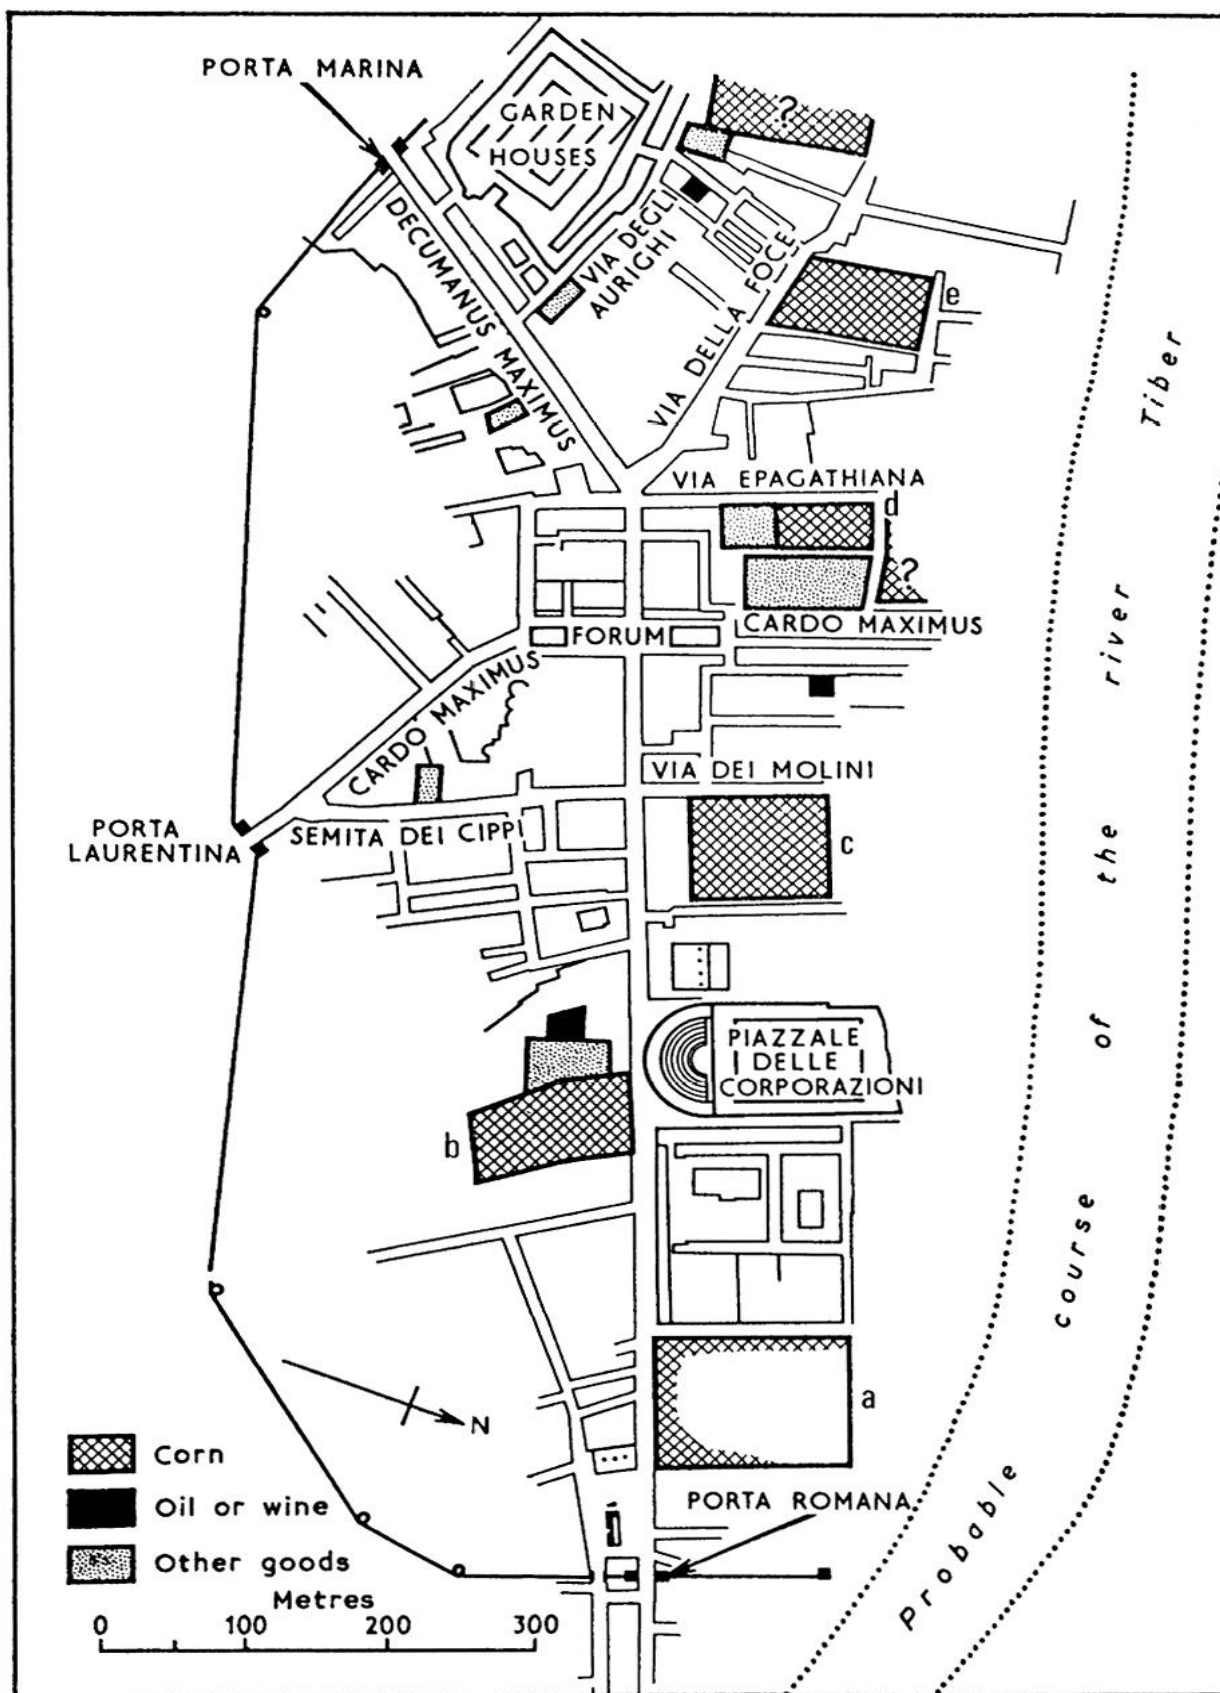 PORTA MARINA
GARDEN
HOUSES
?
DECUMANUS MAXIMUS
VIA DEGLI
AURIGHI
VIA DELLA FOCE
e
Tiber
VIA EPAGATHIANA
d
?
FORUM
CARDO MAXIMUS
CARDO MAXIMUS
river
VIA DEI MOLINI
PORTA
LAURENTINA
SEMITA DEI CIPPI
c
the
of
PIAZZALE
DELLE
CORPORAZIONI
b
course
a
N
Corn
Oil or wine
Other goods
PORTA ROMANA
Probable
Metres
0 100 200 300